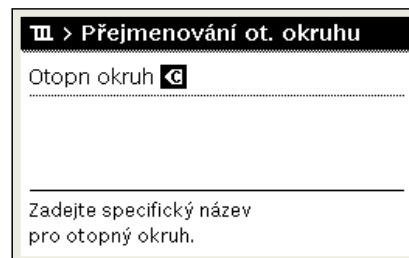 > Přejmenování ot. okruhu
Otopn okruh C
Zadejte specifický název
pro otopný okruh.